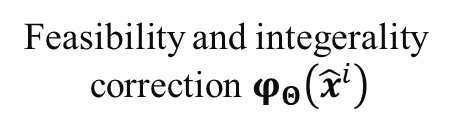 Feasibility and integerality
correction φ_Θ(x̂^i)